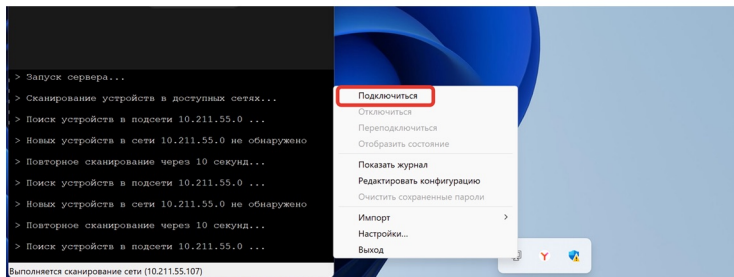 > Запуск сервера...
> Сканирование устройств в доступных сетях...
> Поиск устройств в подсети 10.211.55.0 ...
> Новых устройств в сети 10.211.55.0 не обнаружено
> Повторное сканирование через 10 секунд...
> Поиск устройств в подсети 10.211.55.0 ...
> Новых устройств в сети 10.211.55.0 не обнаружено
> Повторное сканирование через 10 секунд...
> Поиск устройств в подсети 10.211.55.0 ...
Выполняется сканирование сети (10.211.55.107)
Подключиться
Отключиться
Переподключиться
Отобразить состояние
Показать журнал
Редактировать конфигурацию
Очистить сохраненные пароли
Импорт >
Настройки...
Выход
Y